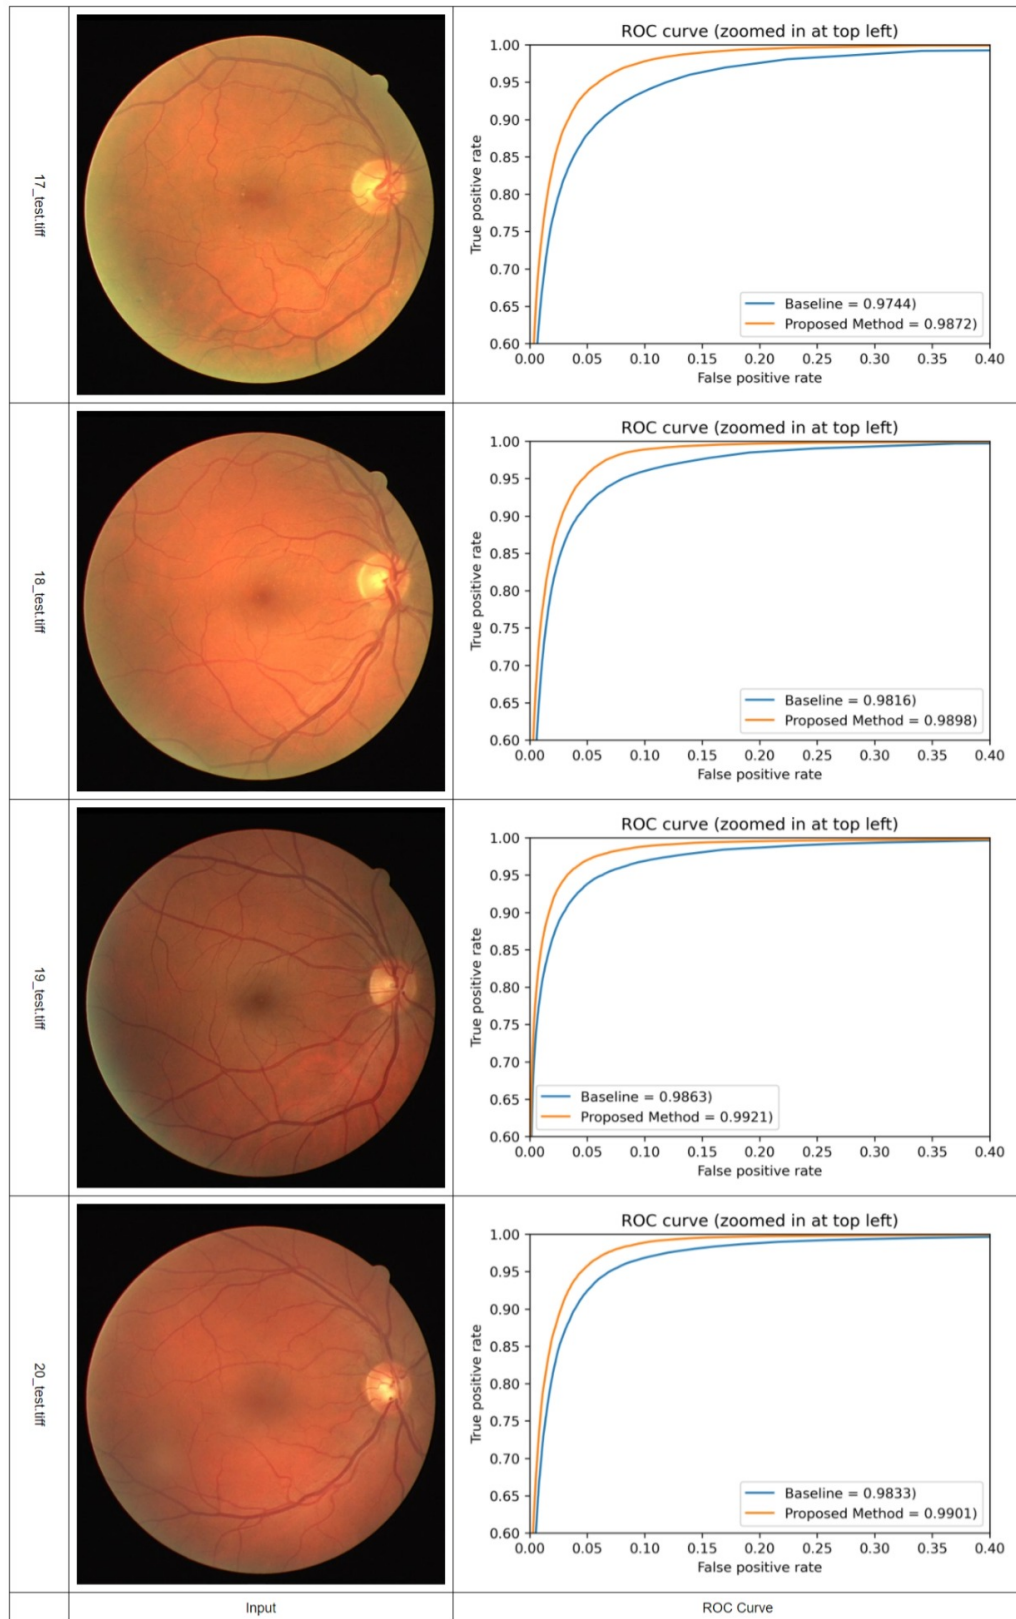 17_test.tiff
ROC curve (zoomed in at top left)
True positive rate
1.00
0.95
0.90
0.85
0.80
0.75
0.70
0.65
0.60
Baseline = 0.9744)
Proposed Method = 0.9872)
0.00 0.05 0.10 0.15 0.20 0.25 0.30 0.35 0.40
False positive rate
18_test.tiff
ROC curve (zoomed in at top left)
True positive rate
1.00
0.95
0.90
0.85
0.80
0.75
0.70
0.65
0.60
Baseline = 0.9816)
Proposed Method = 0.9898)
0.00 0.05 0.10 0.15 0.20 0.25 0.30 0.35 0.40
False positive rate
19_test.tiff
ROC curve (zoomed in at top left)
True positive rate
1.00
0.95
0.90
0.85
0.80
0.75
0.70
0.65
0.60
Baseline = 0.9863)
Proposed Method = 0.9921)
0.00 0.05 0.10 0.15 0.20 0.25 0.30 0.35 0.40
False positive rate
20_test.tiff
ROC curve (zoomed in at top left)
True positive rate
1.00
0.95
0.90
0.85
0.80
0.75
0.70
0.65
0.60
Baseline = 0.9833)
Proposed Method = 0.9901)
0.00 0.05 0.10 0.15 0.20 0.25 0.30 0.35 0.40
False positive rate
Input ROC Curve